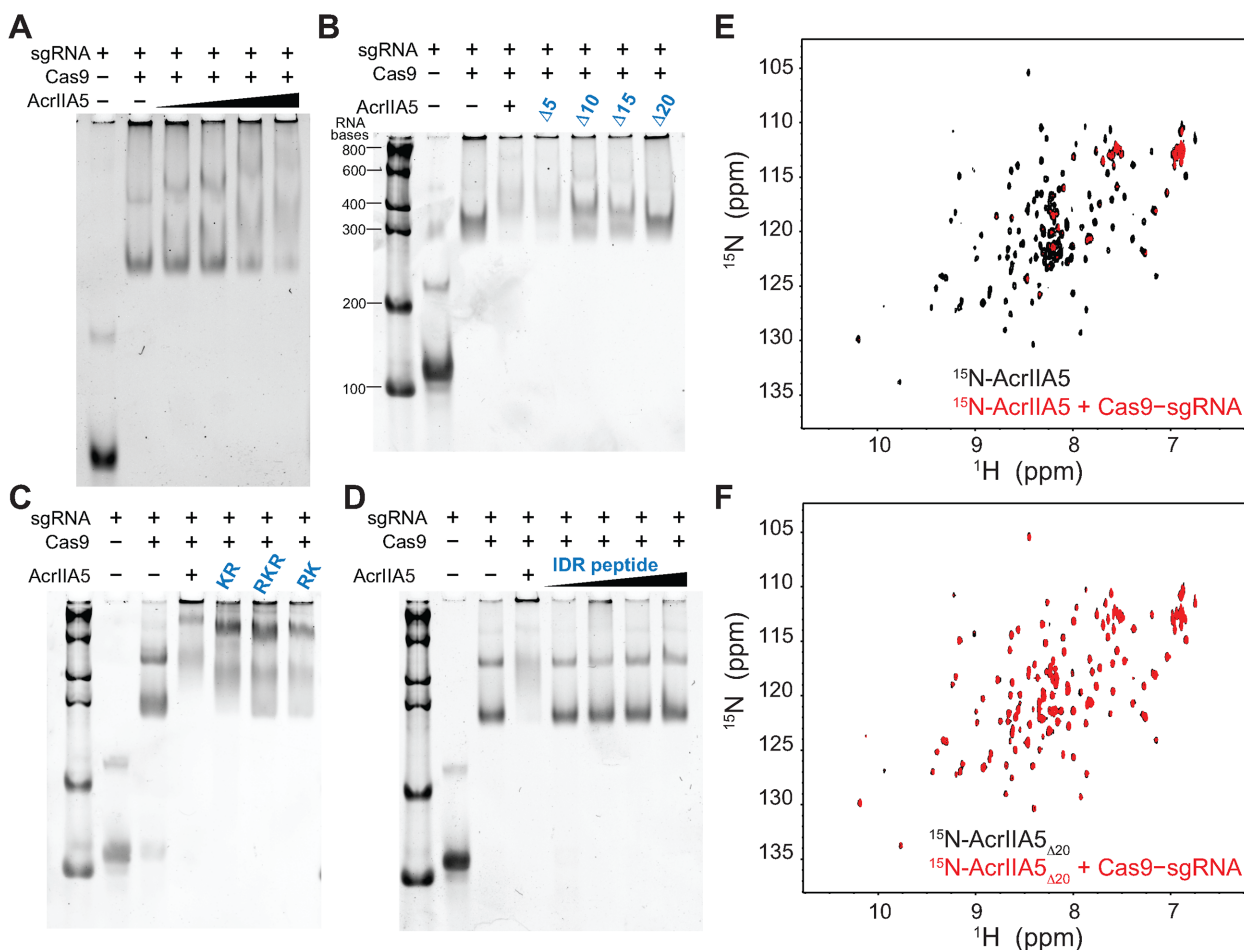 A
sgRNA + + + + + +
Cas9 − + + + + +
AcrIIA5 − −
B
sgRNA + + + + + + +
Cas9 − + + + + + +
AcrIIA5 − − + Δ5 Δ10 Δ15 Δ20
RNA
bases
800
600
400
300
200
100
C
sgRNA + + + + + +
Cas9 − + + + + +
AcrIIA5 − − + KR RKR RK
D
sgRNA + + + + + + +
Cas9 − + + + + + +
AcrIIA5 − − + IDR peptide
E
105
110
115
120
125
130
135
¹⁵N (ppm)
¹⁵N-AcrIIA5
¹⁵N-AcrIIA5 + Cas9−sgRNA
10 9 8 7
¹H (ppm)
F
105
110
115
120
125
130
135
¹⁵N (ppm)
¹⁵N-AcrIIA5Δ20
¹⁵N-AcrIIA5Δ20 + Cas9−sgRNA
10 9 8 7
¹H (ppm)